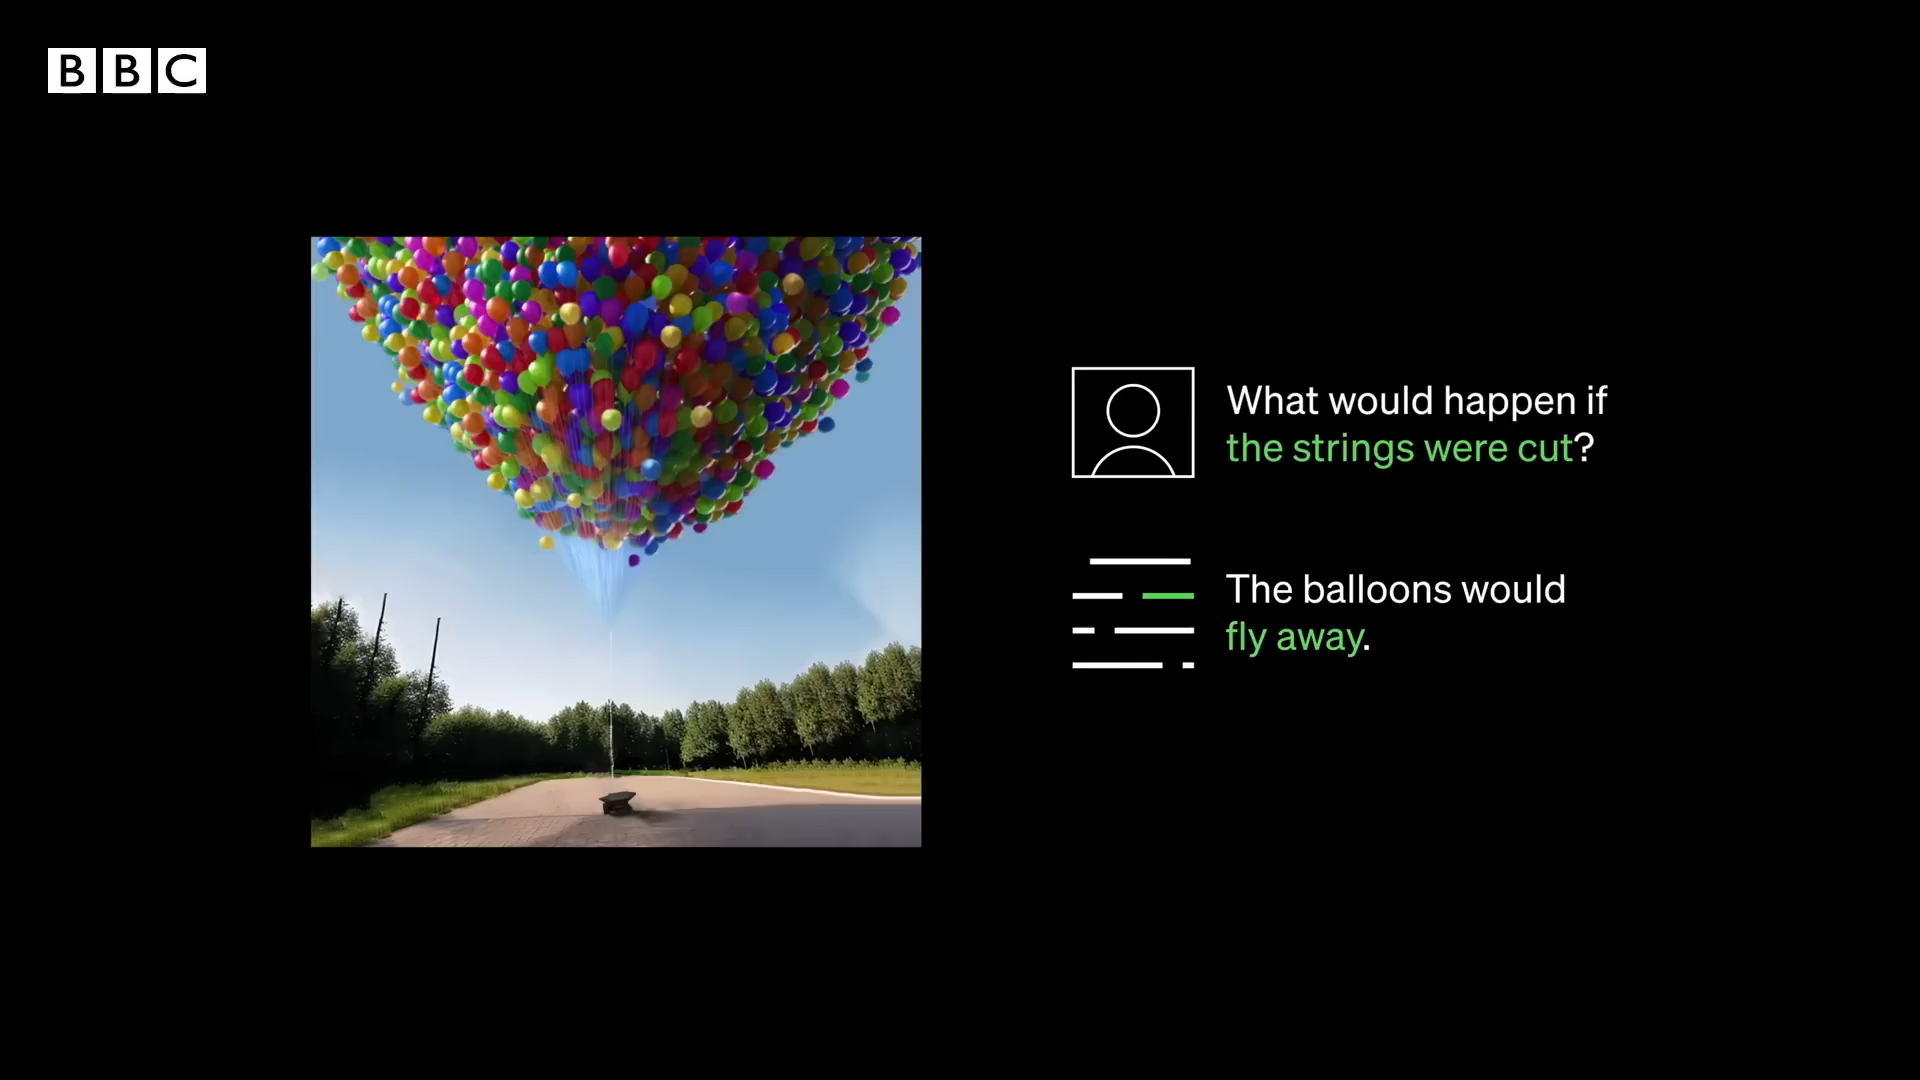 BBC
What would happen if
the strings were cut?
The balloons would
fly away.